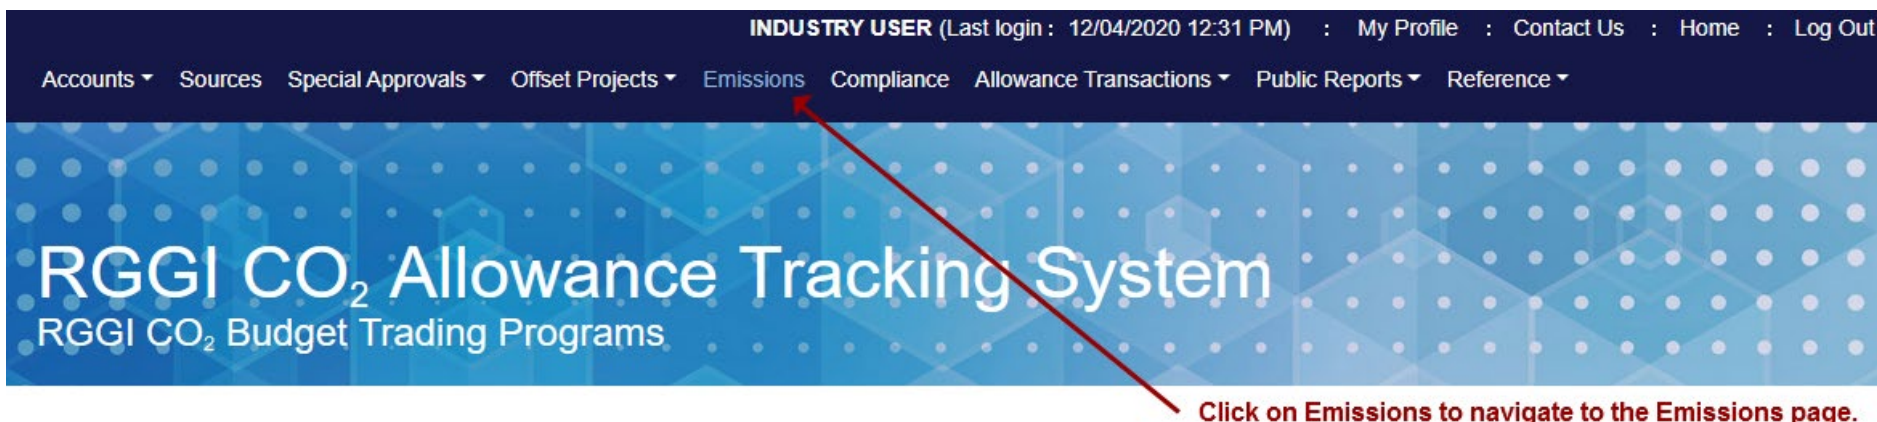 INDUSTRY USER (Last login : 12/04/2020 12:31 PM) : My Profile : Contact Us : Home : Log Out
Accounts Sources Special Approvals Offset Projects Emissions Compliance Allowance Transactions Public Reports Reference
RGGI CO₂ Allowance Tracking System
RGGI CO₂ Budget Trading Programs
Click on Emissions to navigate to the Emissions page.